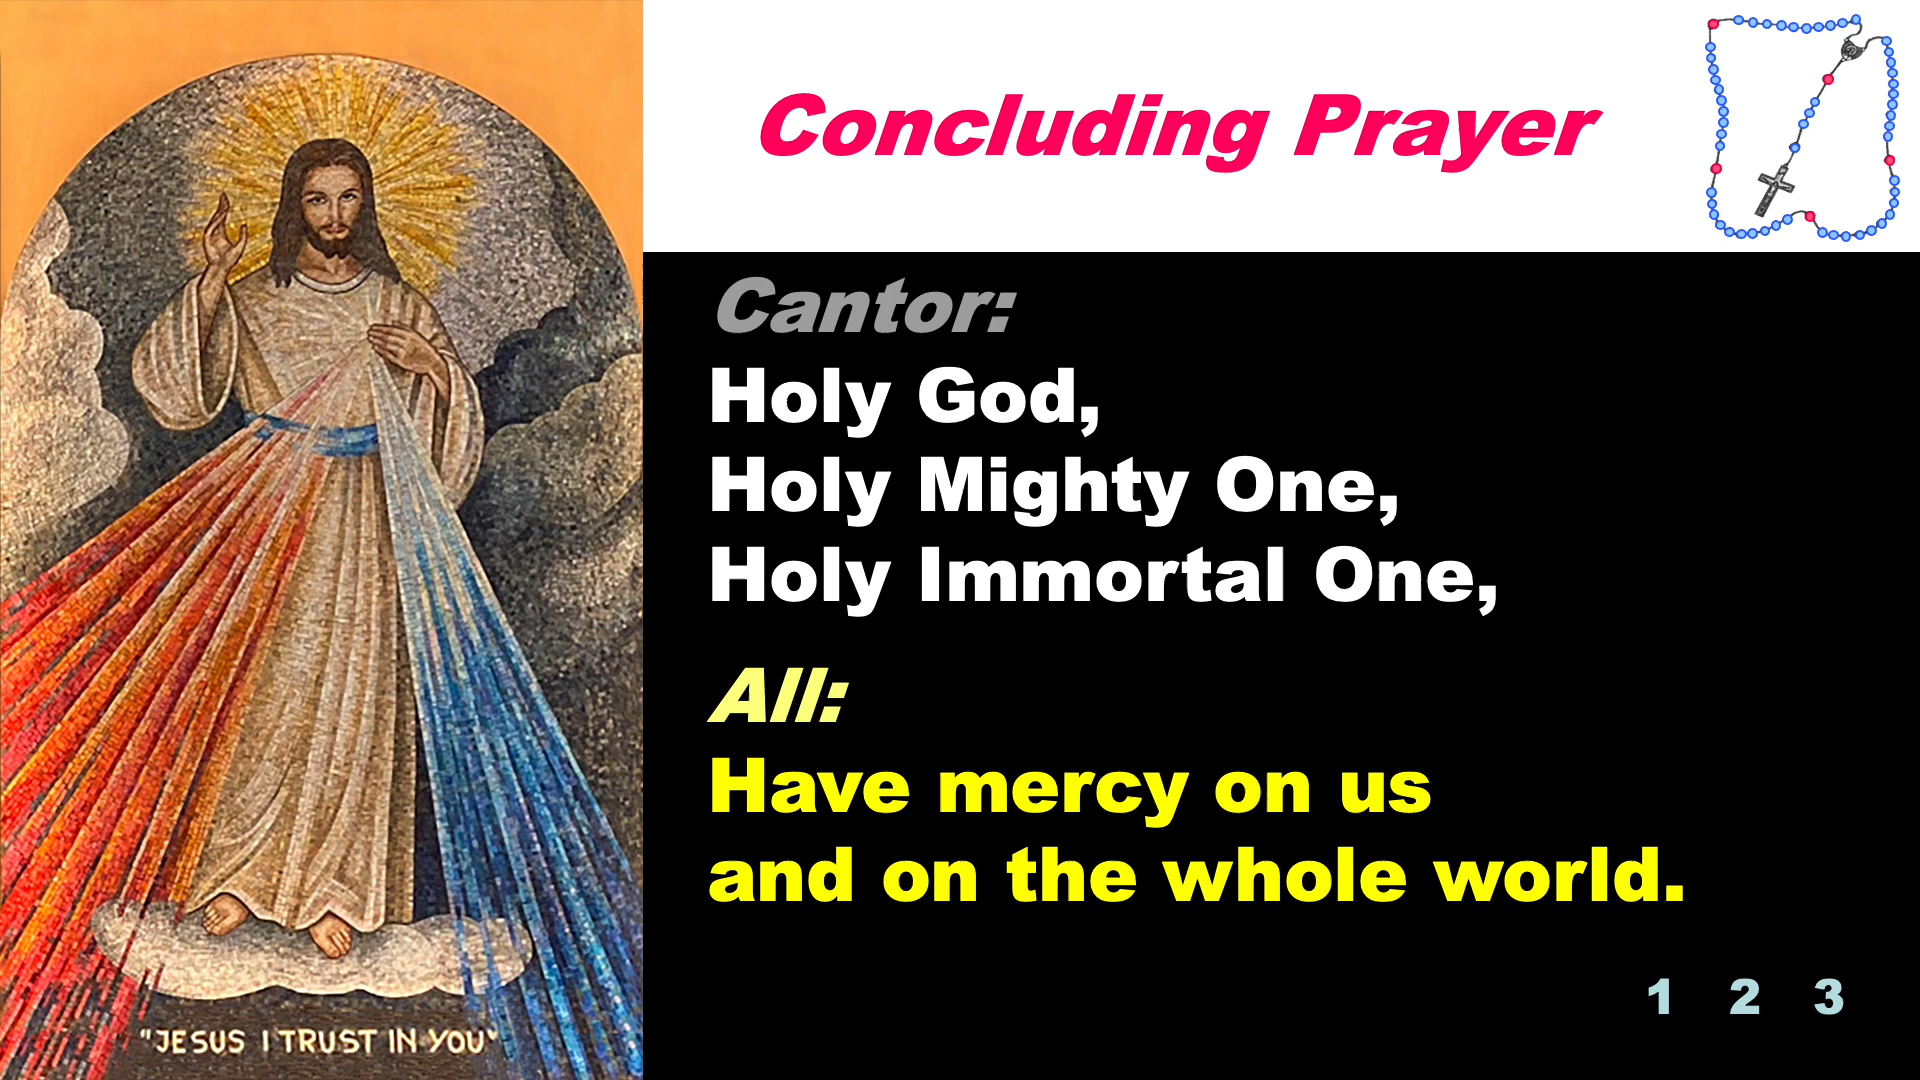 Concluding Prayer
Cantor:
Holy God,
Holy Mighty One,
Holy Immortal One,
All:
Have mercy on us
and on the whole world.
1 2 3
"JESUS I TRUST IN YOU"